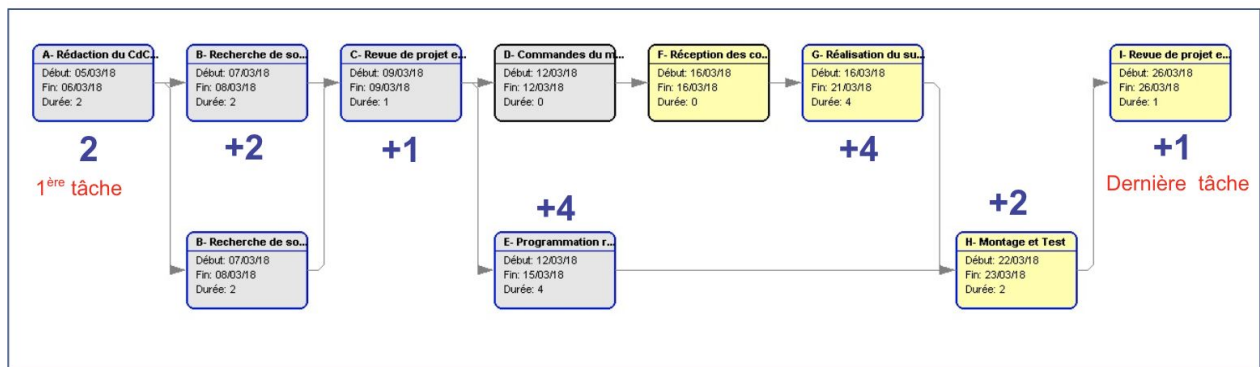 A- Rédaction du CdC...
Début: 05/03/18
Fin: 06/03/18
Durée: 2
B- Recherche de so...
Début: 07/03/18
Fin: 08/03/18
Durée: 2
C- Revue de projet e...
Début: 09/03/18
Fin: 09/03/18
Durée: 1
D- Commandes du m...
Début: 12/03/18
Fin: 12/03/18
Durée: 0
F- Réception des co...
Début: 16/03/18
Fin: 16/03/18
Durée: 0
G- Réalisation du su...
Début: 16/03/18
Fin: 21/03/18
Durée: 4
I- Revue de projet e...
Début: 26/03/18
Fin: 26/03/18
Durée: 1
2
+2
+1
+4
+1
1ère tâche
Dernière tâche
+4
+2
B- Recherche de so...
Début: 07/03/18
Fin: 08/03/18
Durée: 2
E- Programmation r...
Début: 12/03/18
Fin: 15/03/18
Durée: 4
H- Montage et Test
Début: 22/03/18
Fin: 23/03/18
Durée: 2